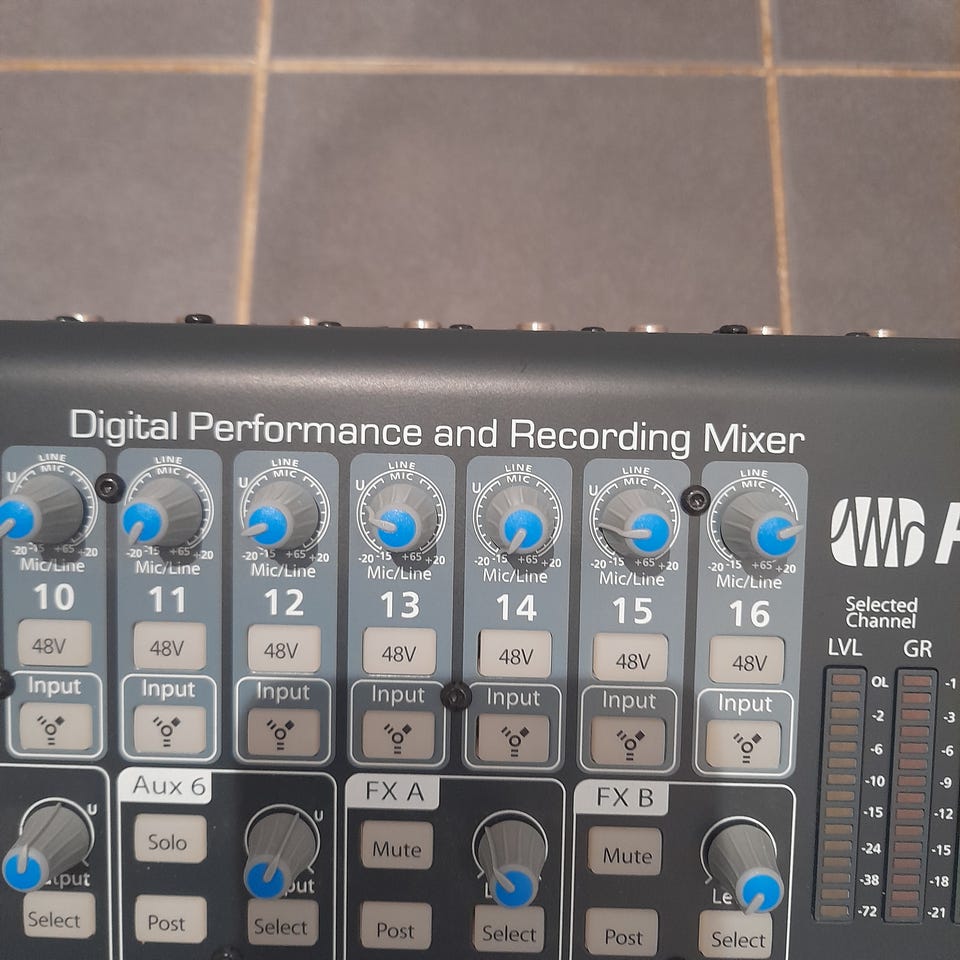 Digital Performance and Recording Mixer
LINE LINE LINE LINE LINE LINE LINE
MIC MIC MIC MIC MIC MIC MIC
U U U U U U
-20 -15 +65 +20 -20 -15 +65 +20 -20 -15 +65 +20 -20 -15 +65 +20 -20 -15 +65 +20 -20 -15 +65 +20 -20 -15 +65 +20
Mic/Line Mic/Line Mic/Line Mic/Line Mic/Line Mic/Line Mic/Line
10 11 12 13 14 15 16
48V 48V 48V 48V 48V 48V 48V
Input Input Input Input Input Input Input
Selected
Channel
LVL GR
OL -1
-2 -3
-6 -6
-10 -9
-15 -12
-24 -15
-38 -18
-72 -21
Aux 6 FX A FX B
U U
Solo Mute Mute
Select Post Select Post Select Post Select